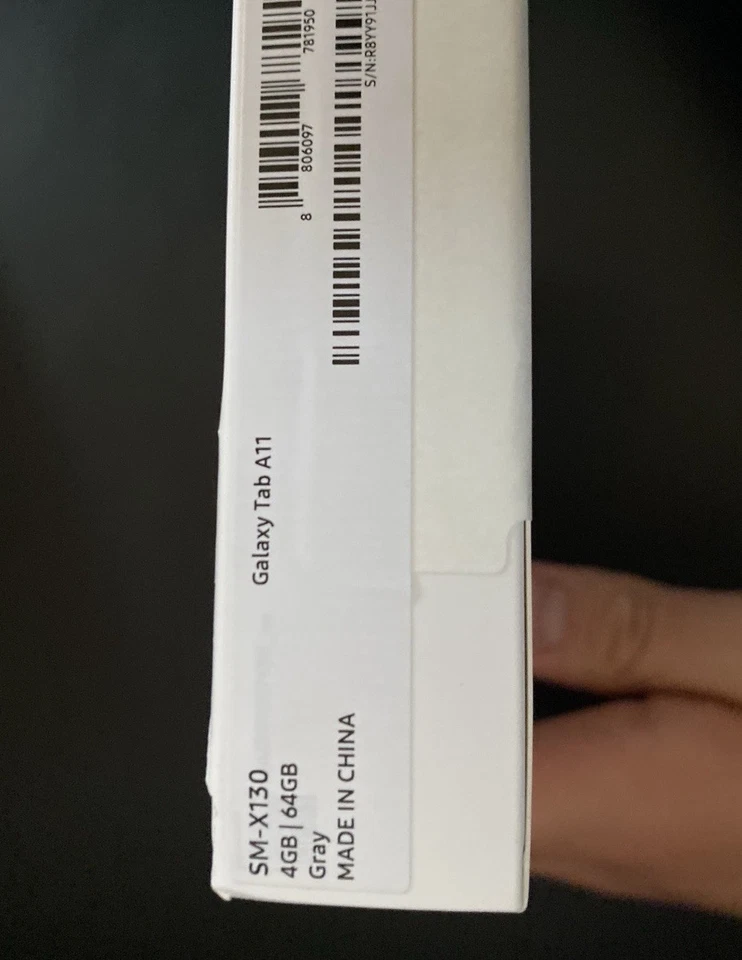 SM-X130
Galaxy Tab A11
4GB | 64GB
Gray
MADE IN CHINA
8 806097 781950